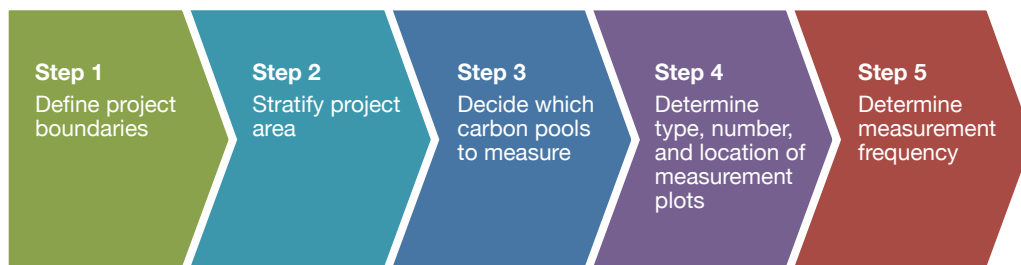 Step 1
Define project
boundaries
Step 2
Stratify project
area
Step 3
Decide which
carbon pools
to measure
Step 4
Determine
type, number,
and location of
measurement
plots
Step 5
Determine
measurement
frequency